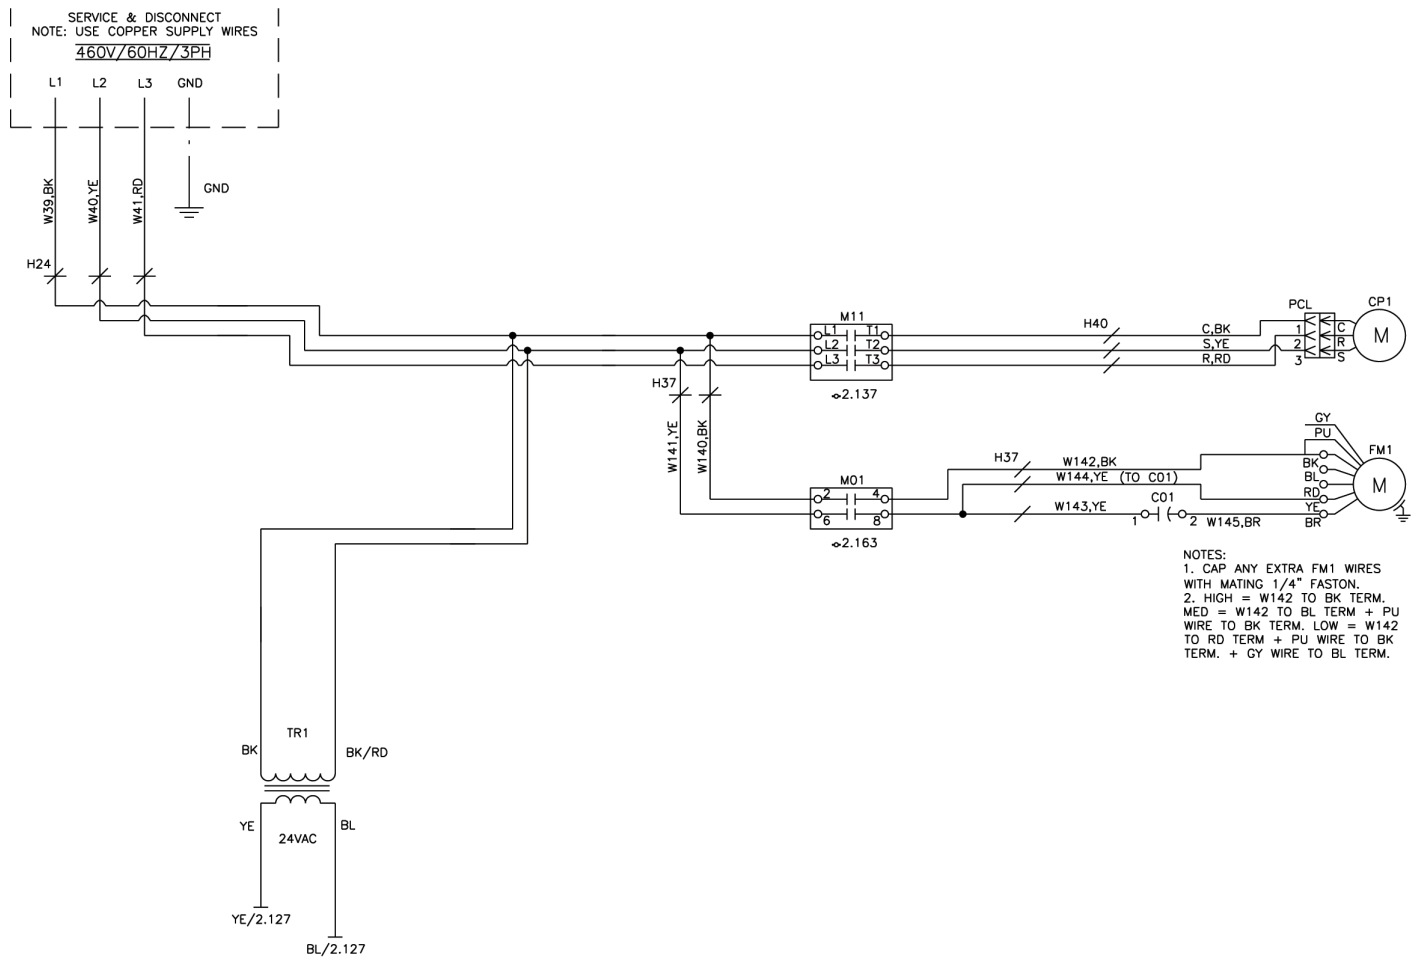 SERVICE & DISCONNECT
NOTE: USE COPPER SUPPLY WIRES
460V/60HZ/3PH
L1 L2 L3 GND
W39,BK W40,YE W41,RD GND
H24
M11
L1 T1
L2 T2
L3 T3
⌀2.137
H40
C,BK
S,YE
R,RD
PCL
1
2
3
C
R
S
CP1
M
H37
W141,YE W140,BK
M01
2 4
6 8
⌀2.163
H37
W142,BK
W144,YE (TO C01)
W143,YE
C01
1 2
W145,BR
GY
PU
BK
BL
RD
YE
BR
FM1
M
NOTES:
1. CAP ANY EXTRA FM1 WIRES
WITH MATING 1/4" FASTON.
2. HIGH = W142 TO BK TERM.
MED = W142 TO BL TERM + PU
WIRE TO BK TERM. LOW = W142
TO RD TERM + PU WIRE TO BK
TERM. + GY WIRE TO BL TERM.
TR1
BK BK/RD
YE BL
24VAC
YE/2.127
BL/2.127